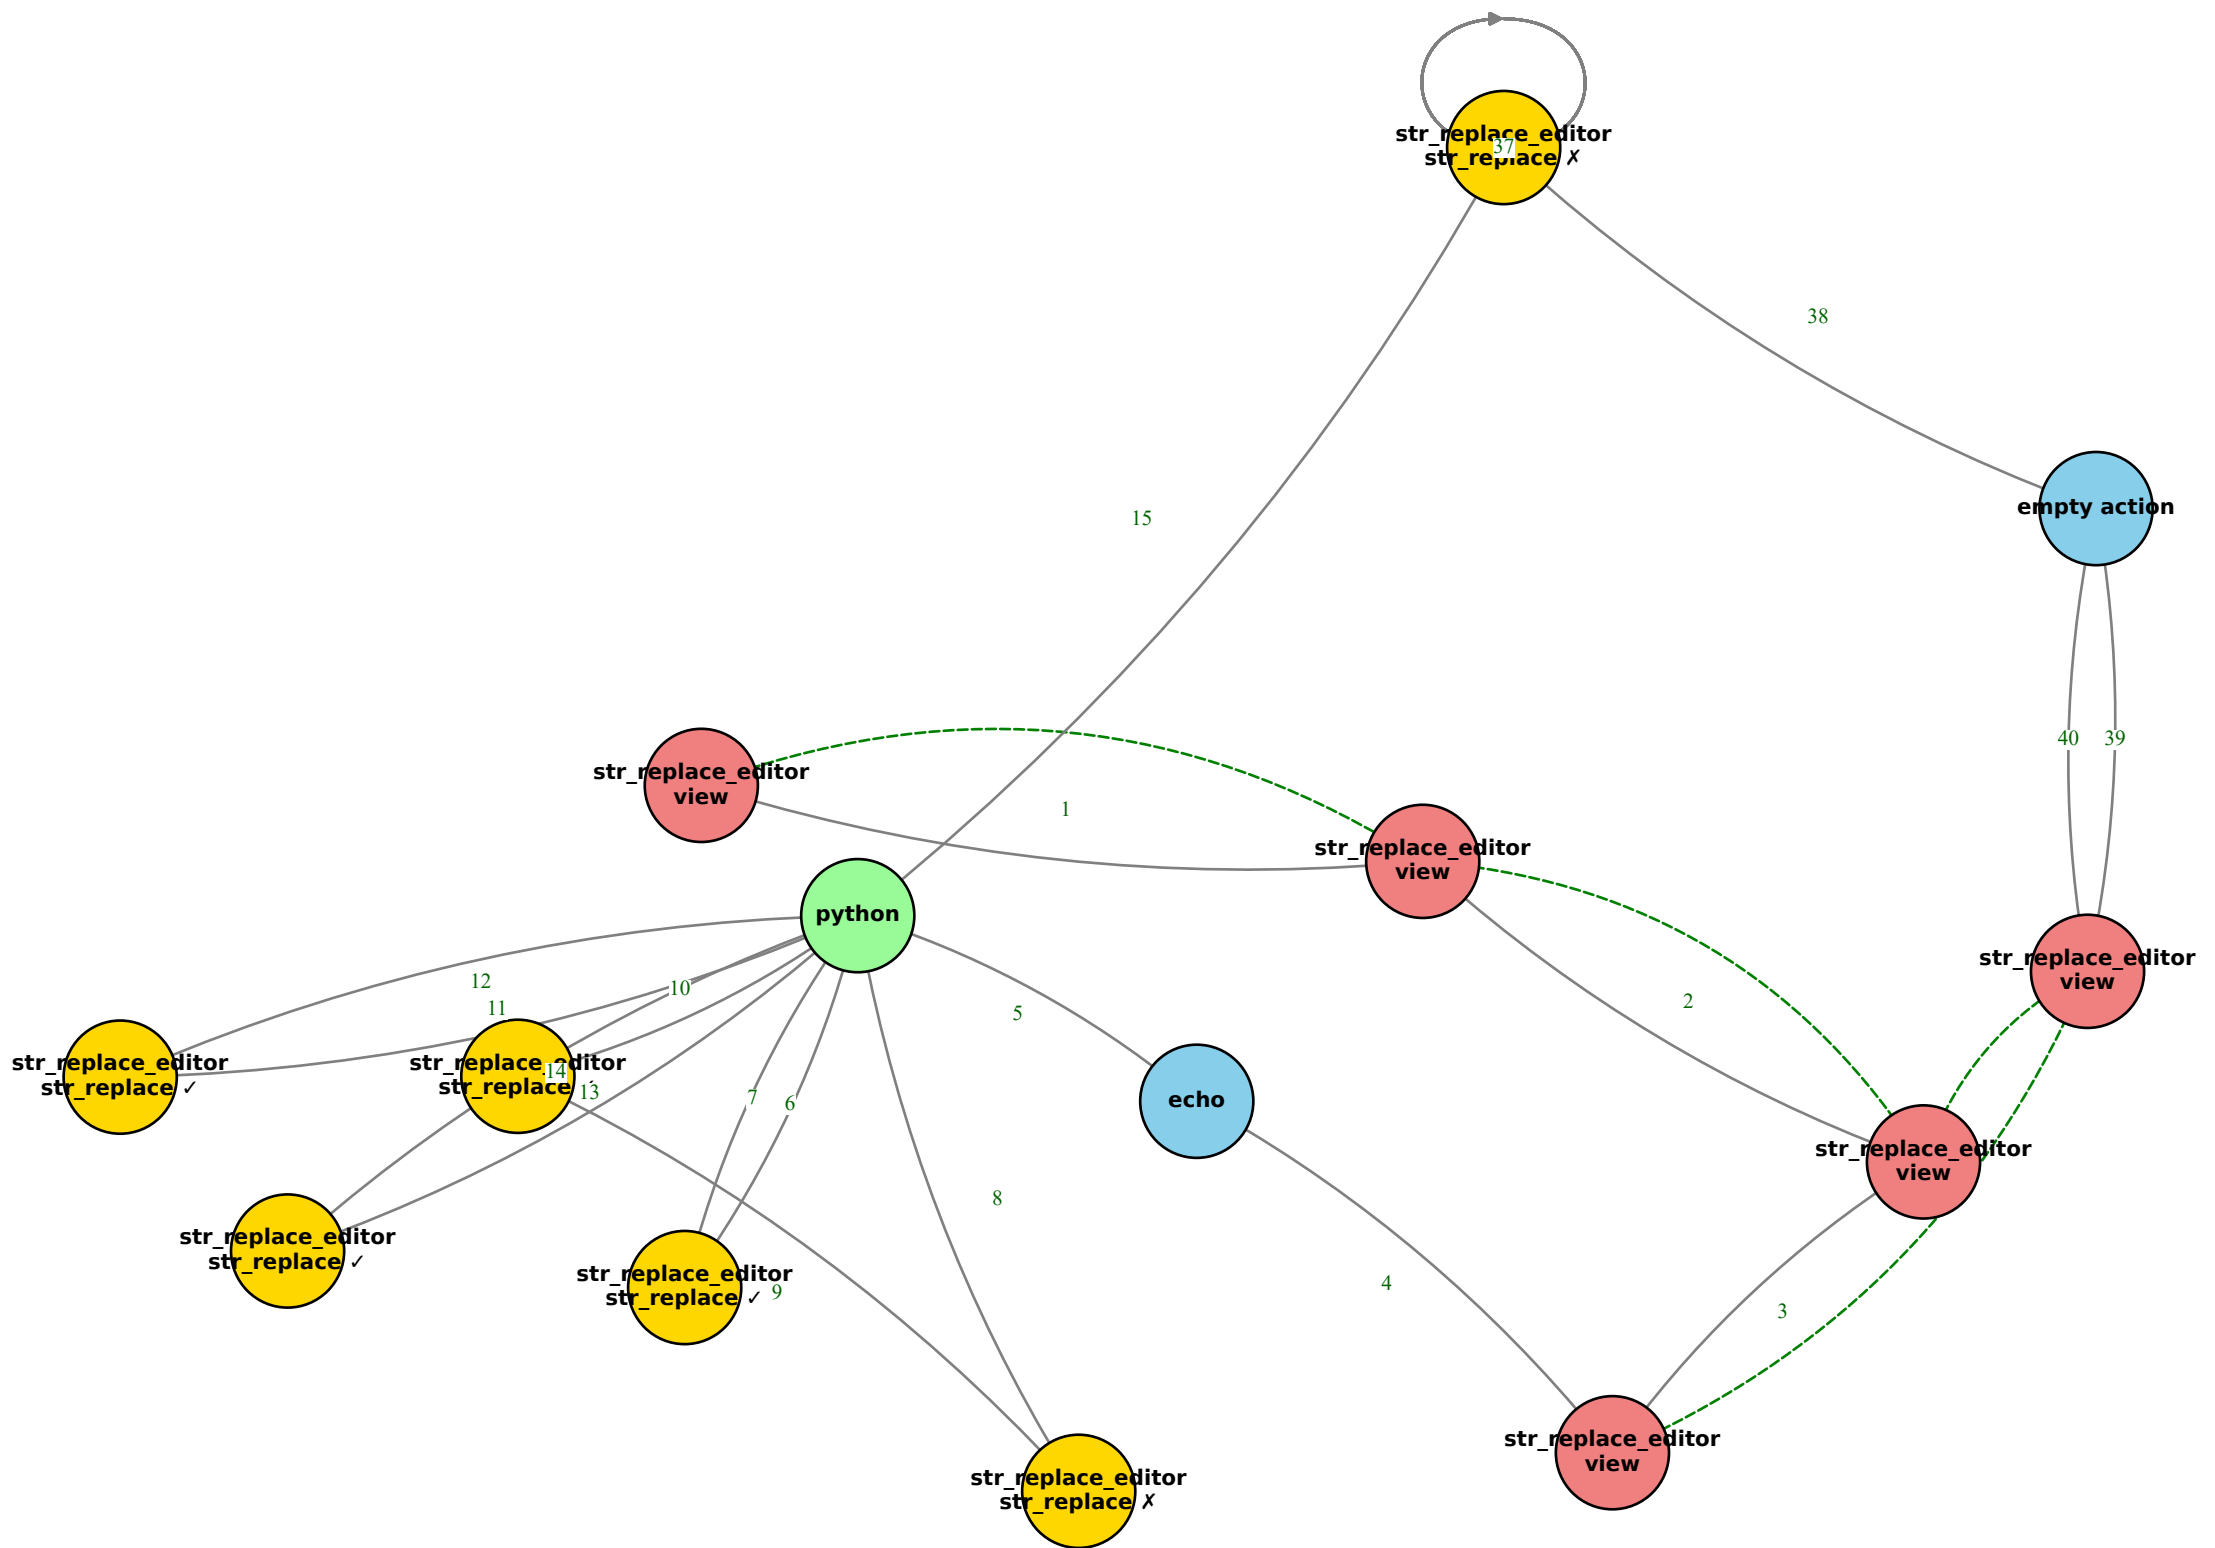 str_replace_editor
str_replace ✗
37
38
empty action
15
40
39
str_replace_editor
view
1
str_replace_editor
view
python
str_replace_editor
view
12
11
10
5
2
str_replace_editor
str_replace ✓
str_replace_editor
str_replace
14
13
7
6
echo
str_replace_editor
view
8
str_replace_editor
str_replace ✓
str_replace_editor
str_replace ✓
9
4
3
str_replace_editor
view
str_replace_editor
str_replace ✗